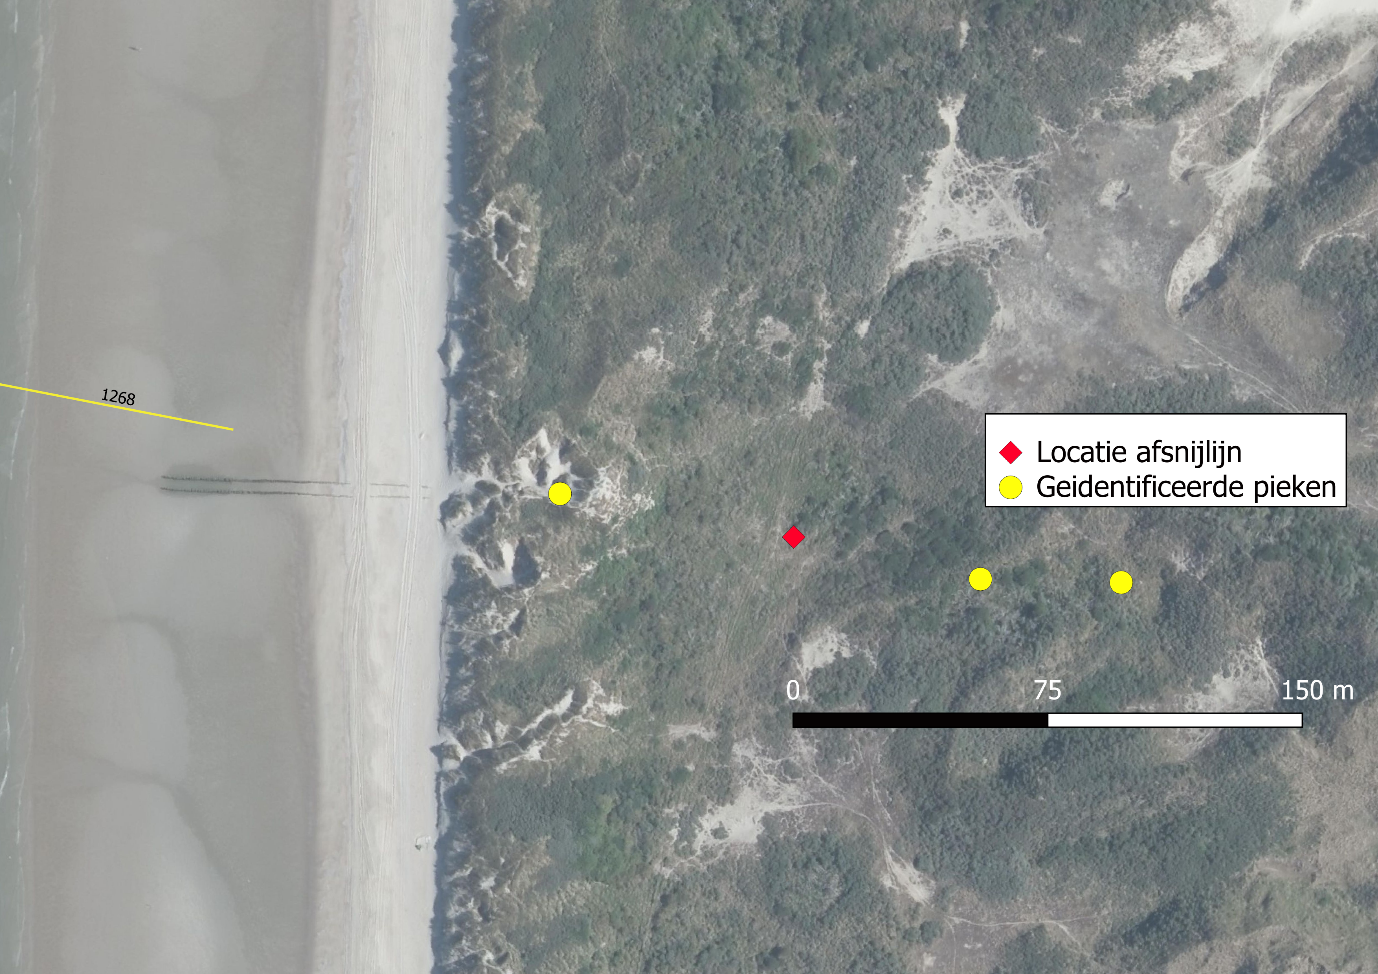 1268
Locatie afsnijlijn
Geidentificeerde pieken
0 75 150 m